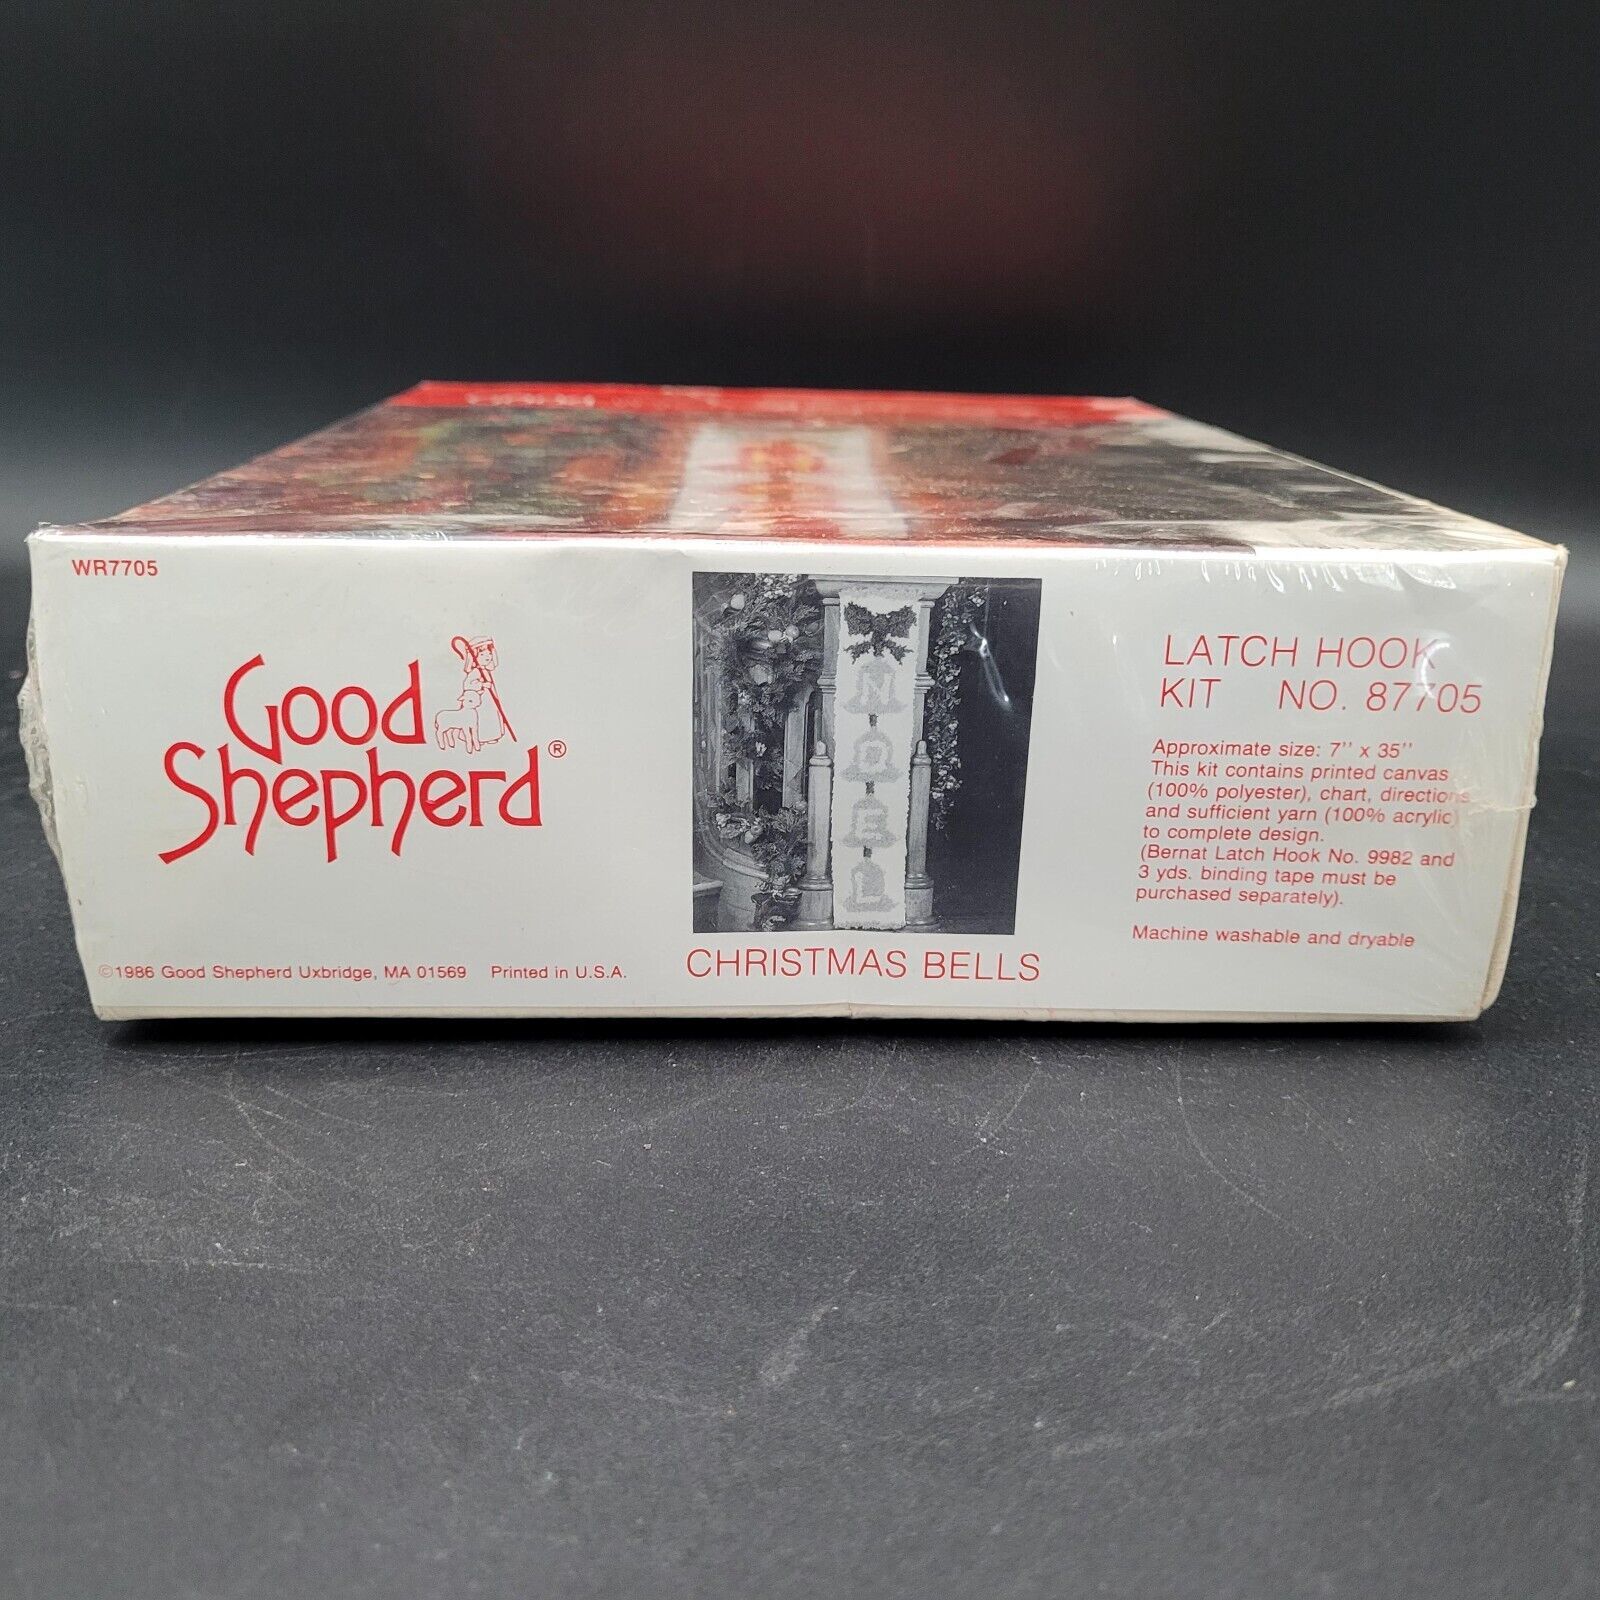 WR7705
Good
Shepherd®
©1986 Good Shepherd Uxbridge, MA 01569 Printed in U.S.A.
N
O
E
L
CHRISTMAS BELLS
LATCH HOOK
KIT NO. 87705
Approximate size: 7'' x 35''
This kit contains printed canvas
(100% polyester), chart, directions
and sufficient yarn (100% acrylic)
to complete design.
(Bernat Latch Hook No. 9982 and
3 yds. binding tape must be
purchased separately).
Machine washable and dryable